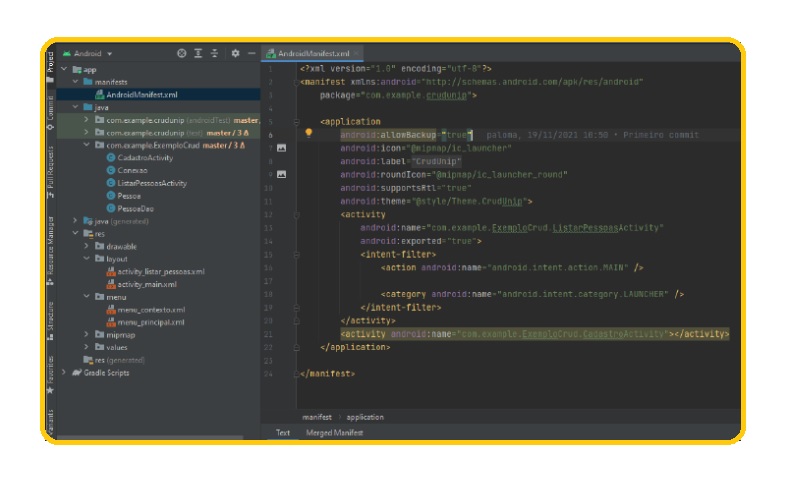 Android
AndroidManifest.xml
Project
Commit
Pull Requests
Resource Manager
Structure
Favorites
app
manifests
AndroidManifest.xml
java
com.example.crudunip (androidTest) master,
com.example.crudunip (test) master / 3 Δ
com.example.ExemploCrud master / 3 Δ
CadastroActivity
Conexao
ListarPessoasActivity
Pessoa
PessoaDao
java (generated)
res
drawable
layout
activity_listar_pessoas.xml
activity_main.xml
menu
menu_contexto.xml
menu_principal.xml
mipmap
values
res (generated)
Gradle Scripts
1 <?xml version="1.0" encoding="utf-8"?>
2 <manifest xmlns:android="http://schemas.android.com/apk/res/android"
3 package="com.example.crudunip">
4
5 <application
6 android:allowBackup="true" paloma, 19/11/2021 10:50 • Primeiro commit
7 android:icon="@mipmap/ic_launcher"
8 android:label="CrudUnip"
9 android:roundIcon="@mipmap/ic_launcher_round"
10 android:supportsRtl="true"
11 android:theme="@style/Theme.CrudUnip">
12 <activity
13 android:name="com.example.ExemploCrud.ListarPessoasActivity"
14 android:exported="true">
15 <intent-filter>
16 <action android:name="android.intent.action.MAIN" />
17
18 <category android:name="android.intent.category.LAUNCHER" />
19 </intent-filter>
20 </activity>
21 <activity android:name="com.example.ExemploCrud.CadastroActivity"></activity>
22 </application>
23
24 </manifest>
manifest › application
Text Merged Manifest